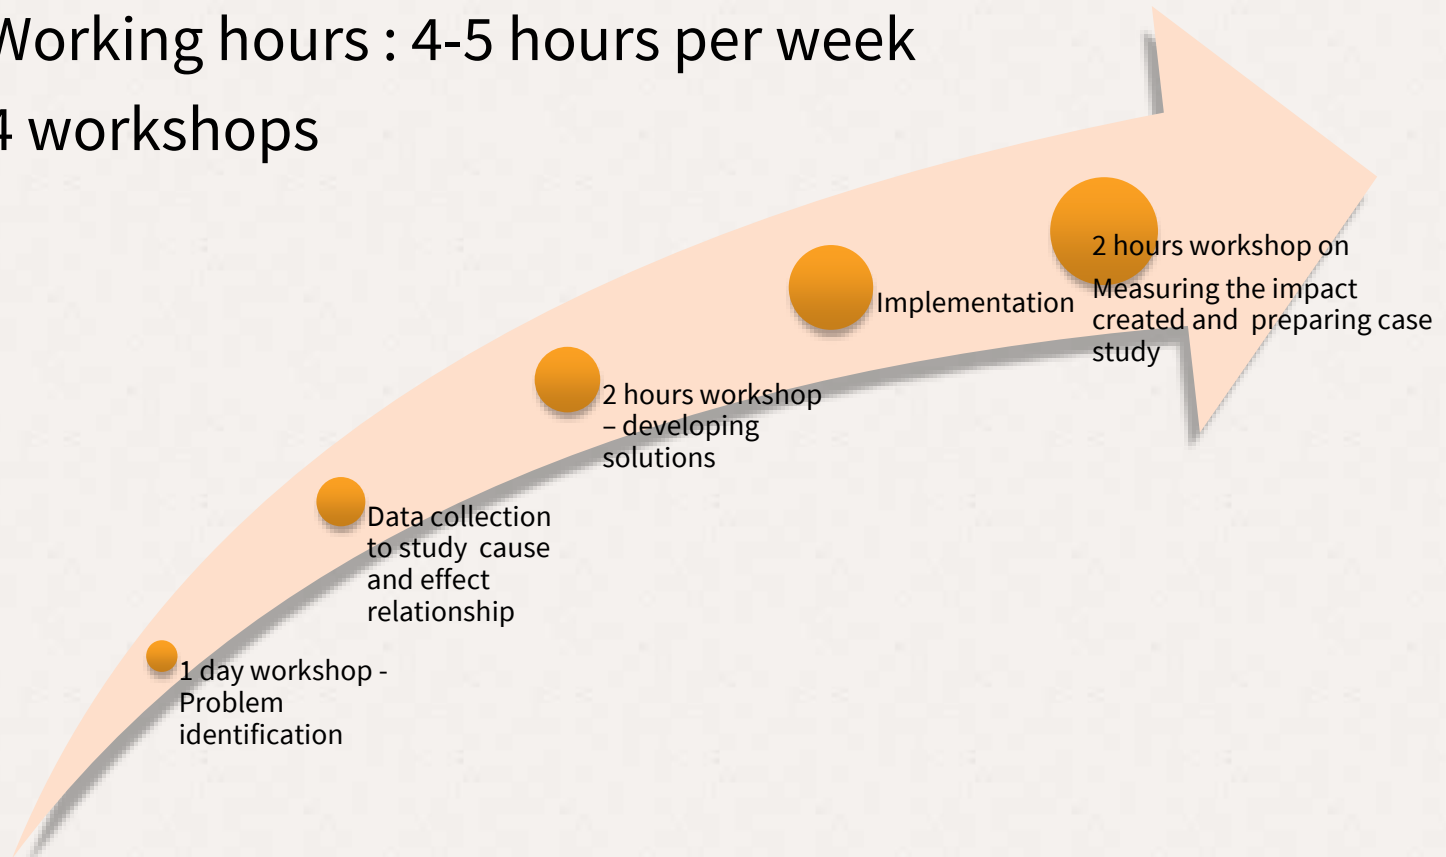 Working hours : 4-5 hours per week
4 workshops
2 hours workshop on
Measuring the impact
created and preparing case
study
Implementation
2 hours workshop
– developing
solutions
Data collection
to study cause
and effect
relationship
1 day workshop -
Problem
identification